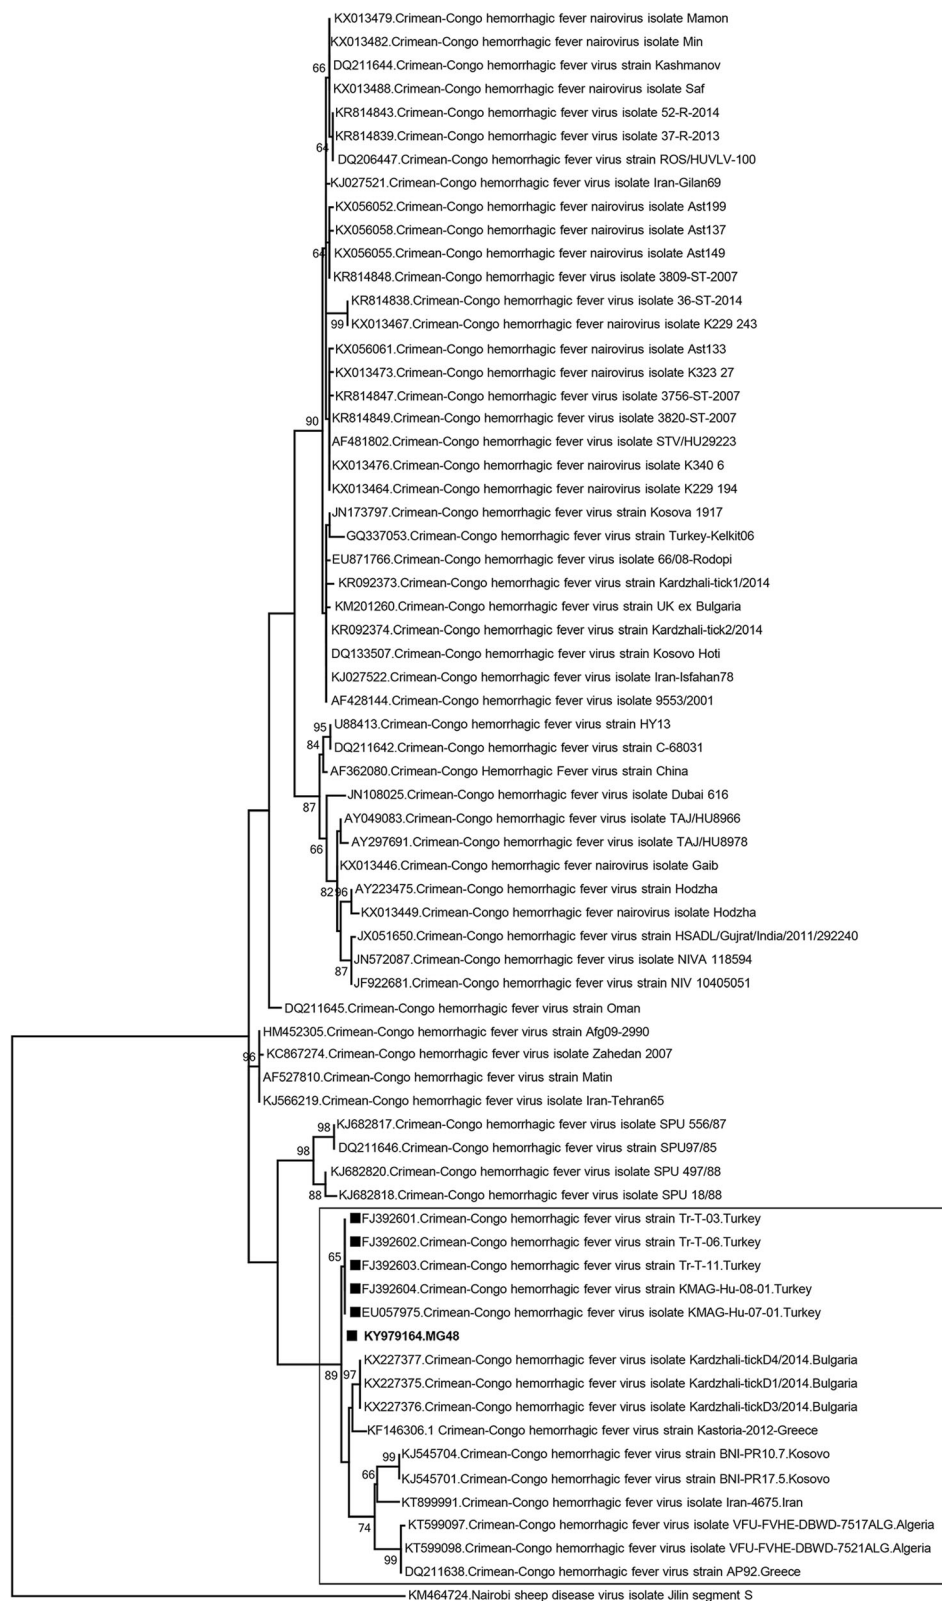 KX013479.Crimean-Congo hemorrhagic fever nairovirus isolate Mamon
KX013482.Crimean-Congo hemorrhagic fever nairovirus isolate Min
66
DQ211644.Crimean-Congo hemorrhagic fever virus strain Kashmanov
KX013488.Crimean-Congo hemorrhagic fever nairovirus isolate Saf
KR814843.Crimean-Congo hemorrhagic fever virus isolate 52-R-2014
KR814839.Crimean-Congo hemorrhagic fever virus isolate 37-R-2013
64
DQ206447.Crimean-Congo hemorrhagic fever virus strain ROS/HUVLV-100
KJ027521.Crimean-Congo hemorrhagic fever virus isolate Iran-Gilan69
KX056052.Crimean-Congo hemorrhagic fever nairovirus isolate Ast199
KX056058.Crimean-Congo hemorrhagic fever nairovirus isolate Ast137
64
KX056055.Crimean-Congo hemorrhagic fever nairovirus isolate Ast149
KR814848.Crimean-Congo hemorrhagic fever virus isolate 3809-ST-2007
KR814838.Crimean-Congo hemorrhagic fever virus isolate 36-ST-2014
99
KX013467.Crimean-Congo hemorrhagic fever nairovirus isolate K229 243
KX056061.Crimean-Congo hemorrhagic fever nairovirus isolate Ast133
KX013473.Crimean-Congo hemorrhagic fever nairovirus isolate K323 27
KR814847.Crimean-Congo hemorrhagic fever virus isolate 3756-ST-2007
90
KR814849.Crimean-Congo hemorrhagic fever virus isolate 3820-ST-2007
AF481802.Crimean-Congo hemorrhagic fever virus isolate STV/HU29223
KX013476.Crimean-Congo hemorrhagic fever nairovirus isolate K340 6
KX013464.Crimean-Congo hemorrhagic fever nairovirus isolate K229 194
JN173797.Crimean-Congo hemorrhagic fever virus strain Kosova 1917
GQ337053.Crimean-Congo hemorrhagic fever virus strain Turkey-Kelkit06
EU871766.Crimean-Congo hemorrhagic fever virus isolate 66/08-Rodopi
KR092373.Crimean-Congo hemorrhagic fever virus strain Kardzhali-tick1/2014
KM201260.Crimean-Congo hemorrhagic fever virus strain UK ex Bulgaria
KR092374.Crimean-Congo hemorrhagic fever virus strain Kardzhali-tick2/2014
DQ133507.Crimean-Congo hemorrhagic fever virus strain Kosovo Hoti
KJ027522.Crimean-Congo hemorrhagic fever virus isolate Iran-Isfahan78
AF428144.Crimean-Congo hemorrhagic fever virus isolate 9553/2001
95
U88413.Crimean-Congo hemorrhagic fever virus strain HY13
84
DQ211642.Crimean-Congo hemorrhagic fever virus strain C-68031
AF362080.Crimean-Congo Hemorrhagic Fever virus strain China
87
JN108025.Crimean-Congo hemorrhagic fever virus isolate Dubai 616
AY049083.Crimean-Congo hemorrhagic fever virus isolate TAJ/HU8966
66
AY297691.Crimean-Congo hemorrhagic fever virus isolate TAJ/HU8978
KX013446.Crimean-Congo hemorrhagic fever nairovirus isolate Gaib
82 96
AY223475.Crimean-Congo hemorrhagic fever virus strain Hodzha
KX013449.Crimean-Congo hemorrhagic fever nairovirus isolate Hodzha
JX051650.Crimean-Congo hemorrhagic fever virus strain HSADL/Gujrat/India/2011/292240
JN572087.Crimean-Congo hemorrhagic fever virus isolate NIVA 118594
87
JF922681.Crimean-Congo hemorrhagic fever virus strain NIV 10405051
DQ211645.Crimean-Congo hemorrhagic fever virus strain Oman
HM452305.Crimean-Congo hemorrhagic fever virus strain Afg09-2990
96
KC867274.Crimean-Congo hemorrhagic fever virus isolate Zahedan 2007
AF527810.Crimean-Congo hemorrhagic fever virus strain Matin
KJ566219.Crimean-Congo hemorrhagic fever virus isolate Iran-Tehran65
98
KJ682817.Crimean-Congo hemorrhagic fever virus isolate SPU 556/87
98
DQ211646.Crimean-Congo hemorrhagic fever virus strain SPU97/85
KJ682820.Crimean-Congo hemorrhagic fever virus isolate SPU 497/88
88
KJ682818.Crimean-Congo hemorrhagic fever virus isolate SPU 18/88
FJ392601.Crimean-Congo hemorrhagic fever virus strain Tr-T-03.Turkey
FJ392602.Crimean-Congo hemorrhagic fever virus strain Tr-T-06.Turkey
65
FJ392603.Crimean-Congo hemorrhagic fever virus strain Tr-T-11.Turkey
FJ392604.Crimean-Congo hemorrhagic fever virus strain KMAG-Hu-08-01.Turkey
EU057975.Crimean-Congo hemorrhagic fever virus isolate KMAG-Hu-07-01.Turkey
KY979164.MG48
KX227377.Crimean-Congo hemorrhagic fever virus isolate Kardzhali-tickD4/2014.Bulgaria
89 97
KX227375.Crimean-Congo hemorrhagic fever virus isolate Kardzhali-tickD1/2014.Bulgaria
KX227376.Crimean-Congo hemorrhagic fever virus isolate Kardzhali-tickD3/2014.Bulgaria
KF146306.1 Crimean-Congo hemorrhagic fever virus strain Kastoria-2012-Greece
99
KJ545704.Crimean-Congo hemorrhagic fever virus strain BNI-PR10.7.Kosovo
66
KJ545701.Crimean-Congo hemorrhagic fever virus strain BNI-PR17.5.Kosovo
KT899991.Crimean-Congo hemorrhagic fever virus isolate Iran-4675.Iran
74
KT599097.Crimean-Congo hemorrhagic fever virus isolate VFU-FVHE-DBWD-7517ALG.Algeria
KT599098.Crimean-Congo hemorrhagic fever virus isolate VFU-FVHE-DBWD-7521ALG.Algeria
99
DQ211638.Crimean-Congo hemorrhagic fever virus strain AP92.Greece
KM464724.Nairobi sheep disease virus isolate Jilin segment S